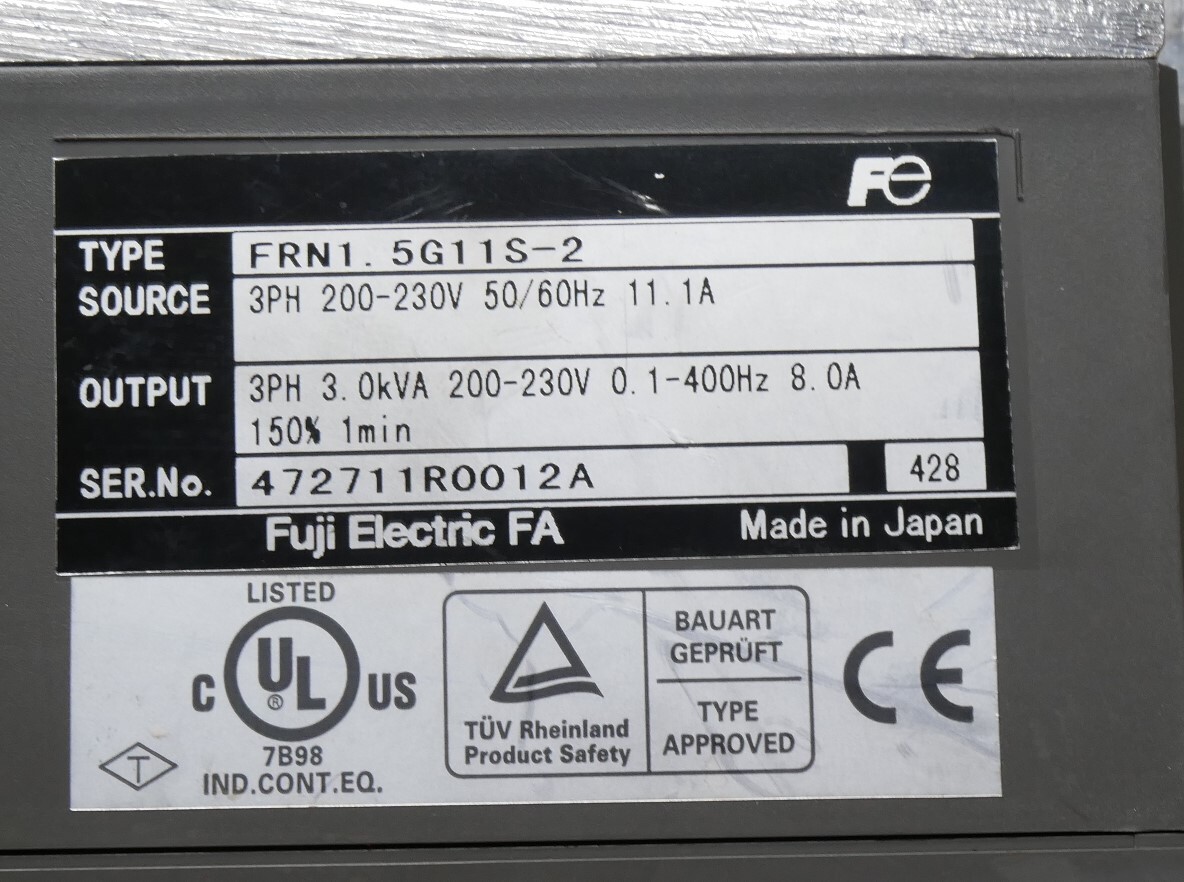 Fe
TYPE FRN1.5G11S-2
SOURCE 3PH 200-230V 50/60Hz 11.1A
OUTPUT 3PH 3.0kVA 200-230V 0.1-400Hz 8.0A
150% 1min
SER.No. 472711R0012A 428
Fuji Electric FA Made in Japan
LISTED
C UL ® US
7B98
IND.CONT.EQ.
T
TÜV Rheinland
Product Safety
BAUART
GEPRÜFT
TYPE
APPROVED
CE